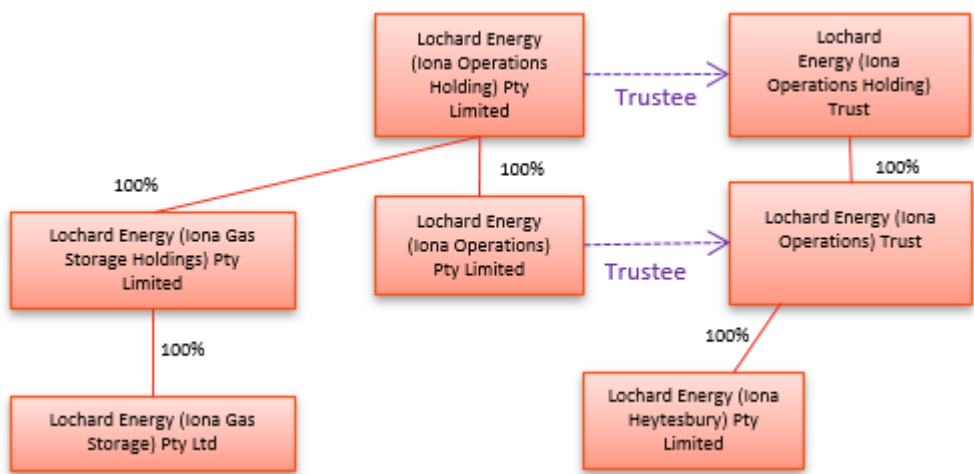 Lochard Energy
(Iona Operations
Holding) Pty
Limited
Trustee
Lochard
Energy (Iona
Operations Holding)
Trust
100%
100%
100%
Lochard Energy (Iona Gas
Storage Holdings) Pty
Limited
Lochard Energy
(Iona Operations)
Pty Limited
Trustee
Lochard Energy (Iona
Operations) Trust
100%
100%
Lochard Energy (Iona Gas
Storage) Pty Ltd
Lochard Energy (Iona
Heytesbury) Pty
Limited